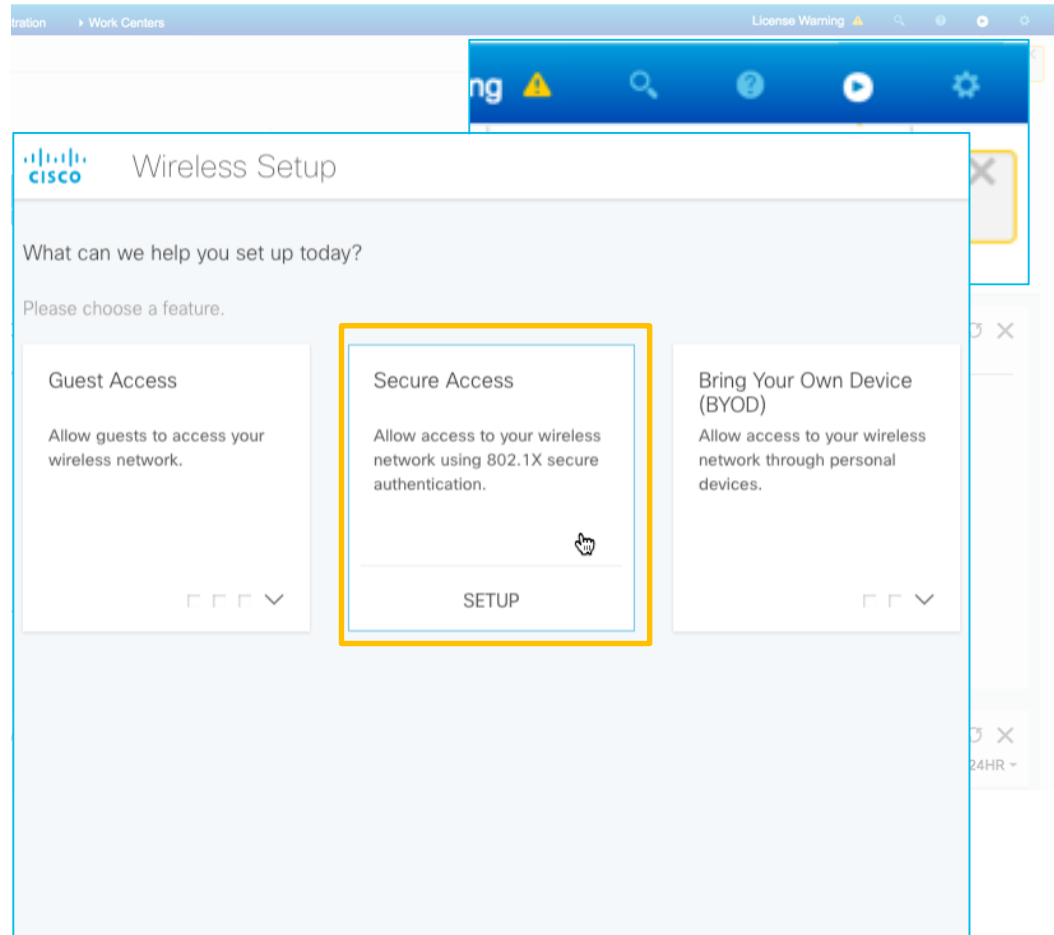 tration
Work Centers
License Warning
ng
CISCO
Wireless Setup
What can we help you set up today?
Please choose a feature.
Guest Access
Allow guests to access your
wireless network.
Secure Access
Allow access to your wireless
network using 802.1X secure
authentication.
SETUP
Bring Your Own Device
(BYOD)
Allow access to your wireless
network through personal
devices.
24HR